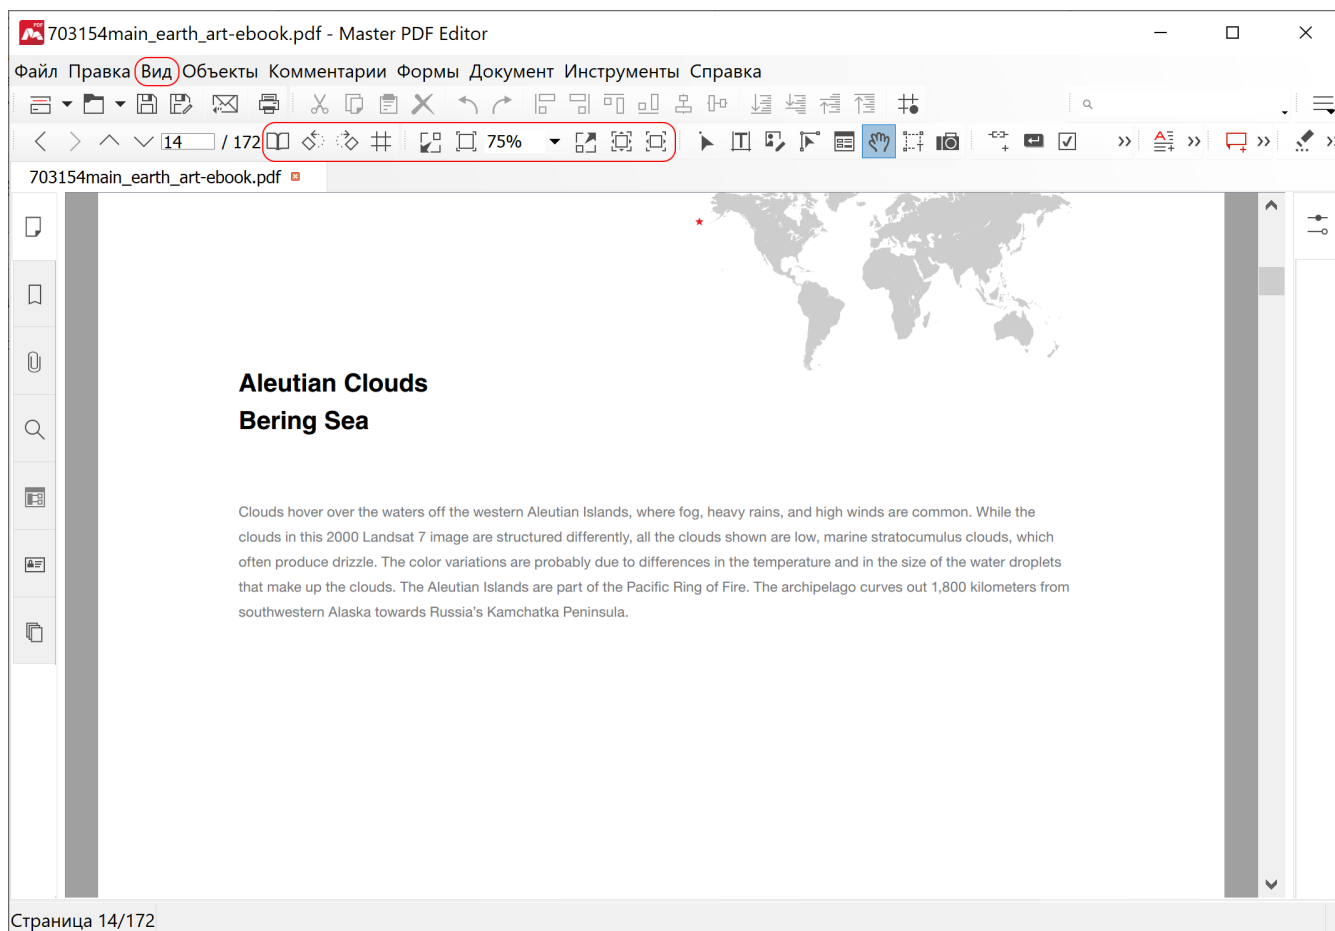 703154main_earth_art-ebook.pdf - Master PDF Editor
Файл Правка Вид Объекты Комментарии Формы Документ Инструменты Справка
14 / 172 75%
703154main_earth_art-ebook.pdf
Aleutian Clouds
Bering Sea
Clouds hover over the waters off the western Aleutian Islands, where fog, heavy rains, and high winds are common. While the
clouds in this 2000 Landsat 7 image are structured differently, all the clouds shown are low, marine stratocumulus clouds, which
often produce drizzle. The color variations are probably due to differences in the temperature and in the size of the water droplets
that make up the clouds. The Aleutian Islands are part of the Pacific Ring of Fire. The archipelago curves out 1,800 kilometers from
southwestern Alaska towards Russia’s Kamchatka Peninsula.
Страница 14/172